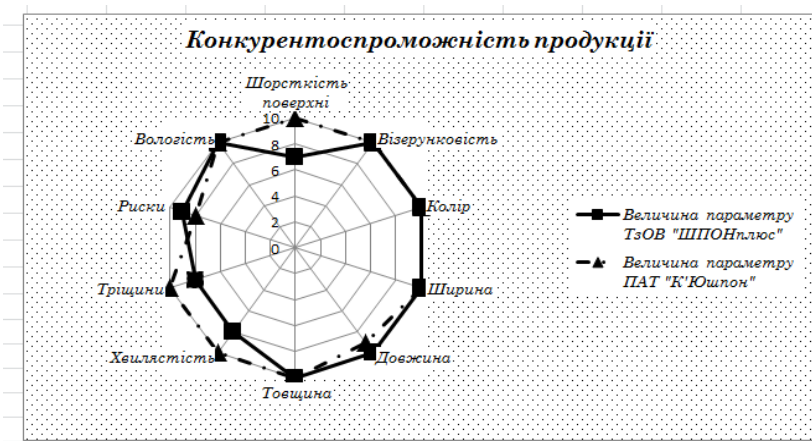 Конкурентоспроможність продукції
Шорсткість
поверхні
10
8
6
4
2
0
Візерунковість
Колір
Ширина
Довжина
Товщина
Хвилястість
Тріщини
Риски
Вологість
Величина параметру
ТзОВ "ШПОНплюс"
Величина параметру
ПАТ "К'Юшпон"